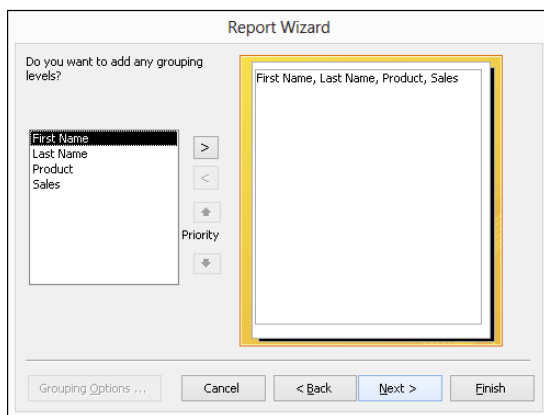 Report Wizard
Do you want to add any grouping
levels?
First Name
Last Name
Product
Sales
>
<
Priority
First Name, Last Name, Product, Sales
Grouping Options ...
Cancel
< Back
Next >
Finish